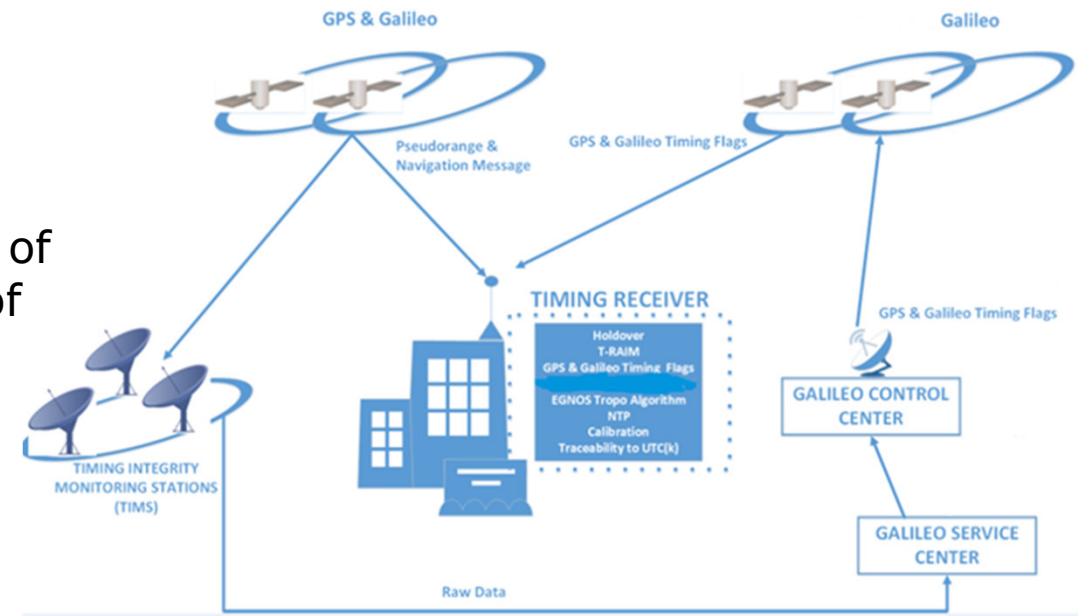 GPS & Galileo
Galileo
Pseudorange &
Navigation Message
GPS & Galileo Timing Flags
of
of
TIMING RECEIVER
Holdover
T-RAIM
GPS & Galileo Timing Flags
EGNOS Tropo Algorithm
NTP
Calibration
Traceability to UTC(k)
GPS & Galileo Timing Flags
GALILEO CONTROL
CENTER
TIMING INTEGRITY
MONITORING STATIONS
(TIMS)
GALILEO SERVICE
CENTER
Raw Data